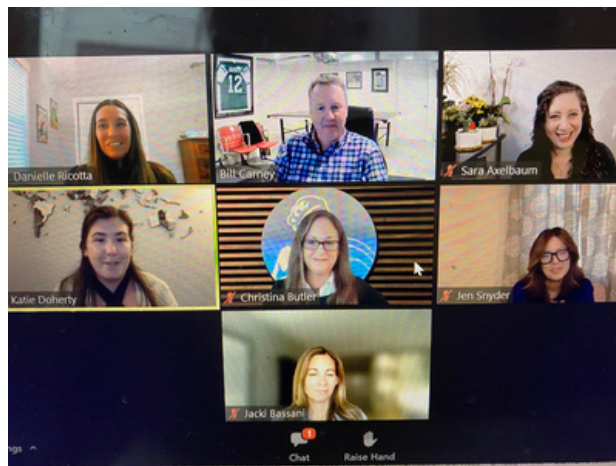 12
Danielle Ricotta
Bill Carney
Sara Axelbaum
Katie Doherty
Christina Butler
Jen Snyder
Jacki Bassani
ngs
1
Chat
Raise Hand